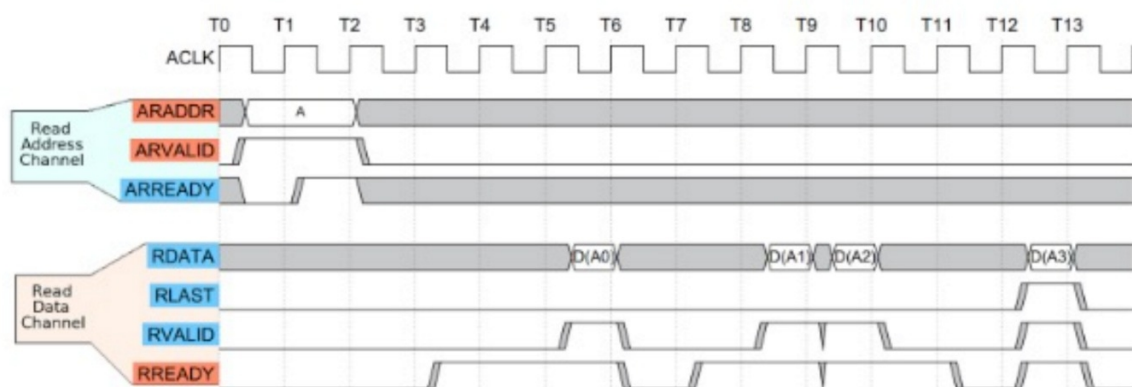 T0 T1 T2 T3 T4 T5 T6 T7 T8 T9 T10 T11 T12 T13
ACLK
Read
Address
Channel
ARADDR
A
ARVALID
ARREADY
Read
Data
Channel
RDATA
D(A0) D(A1) D(A2) D(A3)
RLAST
RVALID
RREADY